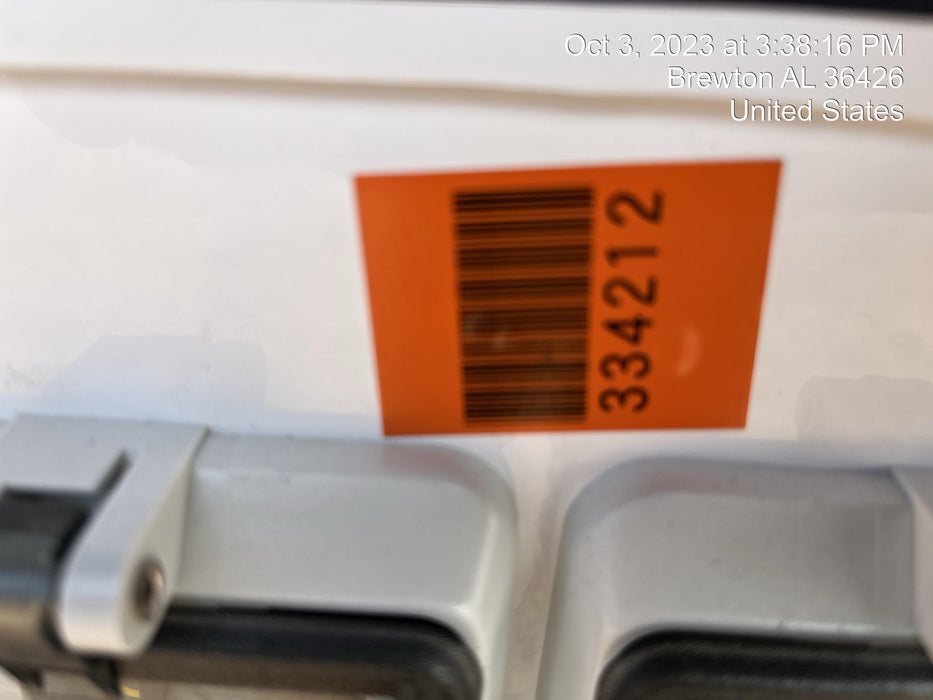 Oct 3, 2023 at 3:38:16 PM
Brewton AL 36426
United States
334212